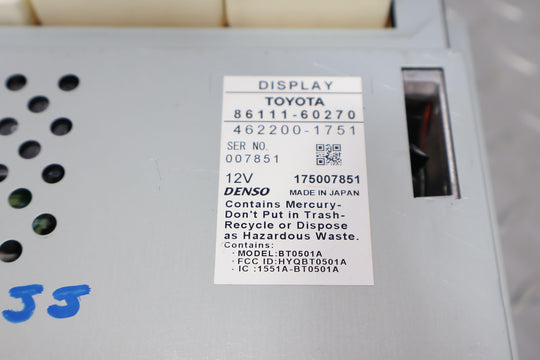 DISPLAY
TOYOTA
86111-60270
462200-1751
SER NO.
007851
12V 175007851
DENSO MADE IN JAPAN
Contains Mercury-
Don't Put in Trash-
Recycle or Dispose
as Hazardous Waste.
Contains:
·MODEL:BT0501A
·FCC ID:HYQBT0501A
·IC :1551A-BT0501A
JJ